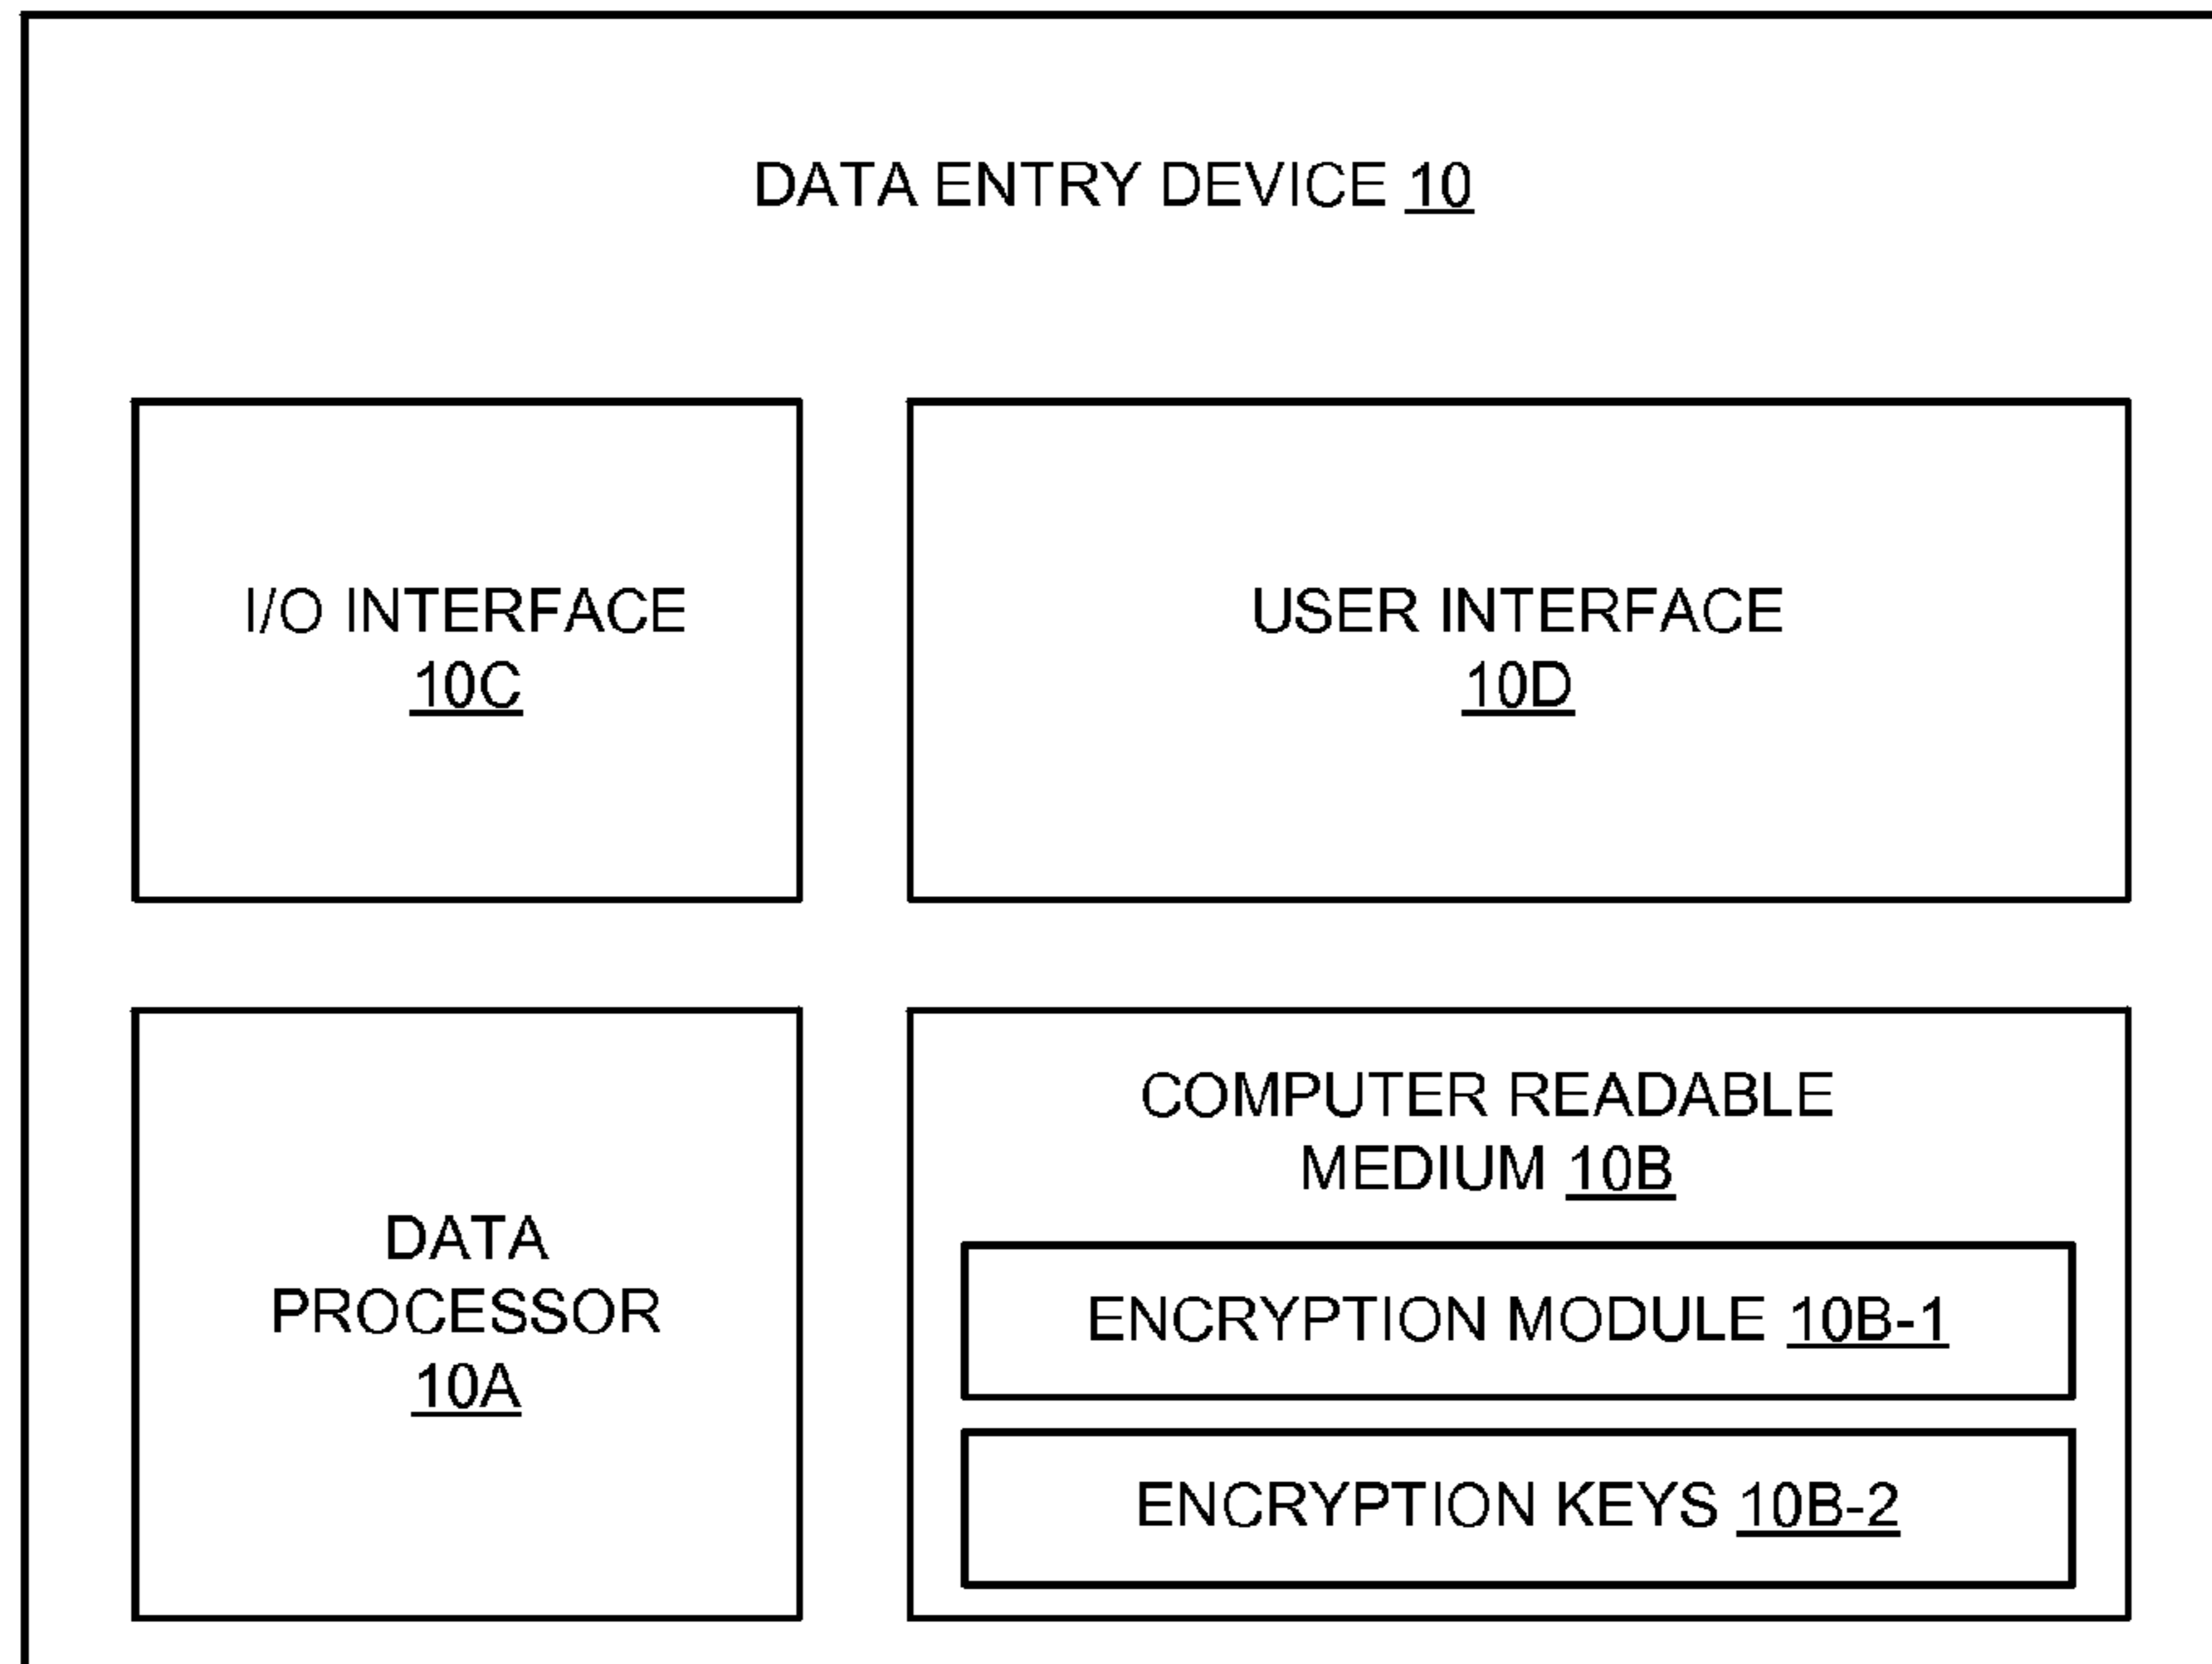 DATA ENTRY DEVICE 10
I/O INTERFACE
10C
USER INTERFACE
10D
DATA
PROCESSOR
10A
COMPUTER READABLE
MEDIUM 10B
ENCRYPTION MODULE 10B-1
ENCRYPTION KEYS 10B-2